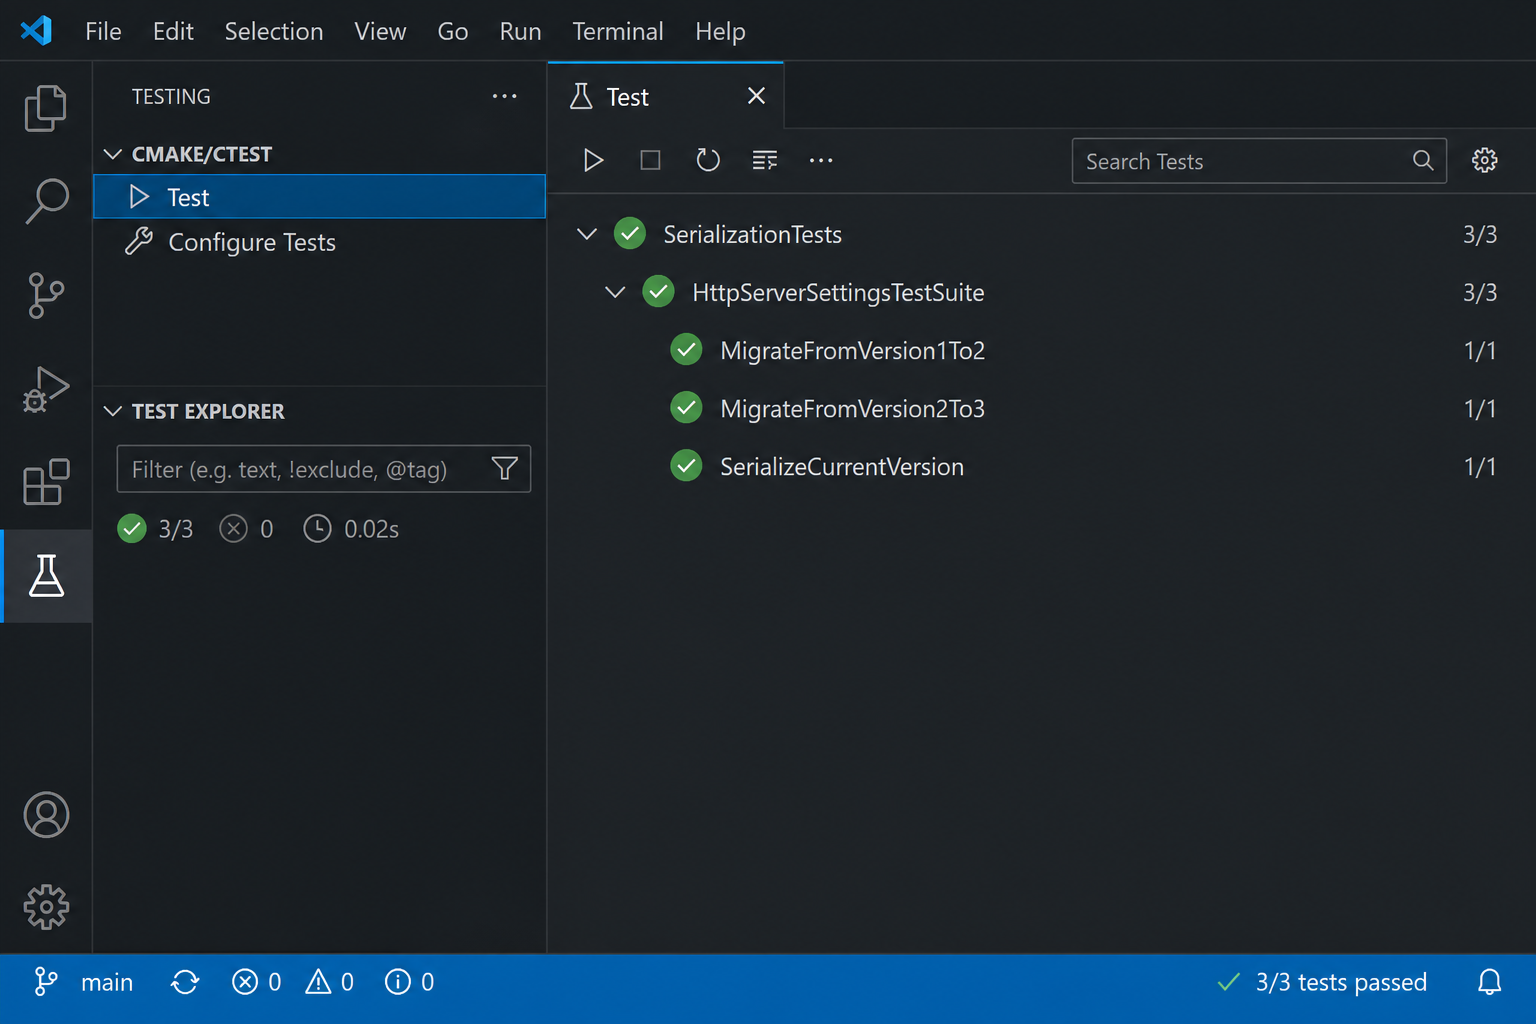 File Edit Selection View Go Run Terminal Help
TESTING
CMAKE/CTEST
Test
Configure Tests
TEST EXPLORER
Filter (e.g. text, !exclude, @tag)
3/3 0 0.02s
Test
Search Tests
SerializationTests 3/3
HttpServerSettingsTestSuite 3/3
MigrateFromVersion1To2 1/1
MigrateFromVersion2To3 1/1
SerializeCurrentVersion 1/1
main 0 0 0 3/3 tests passed